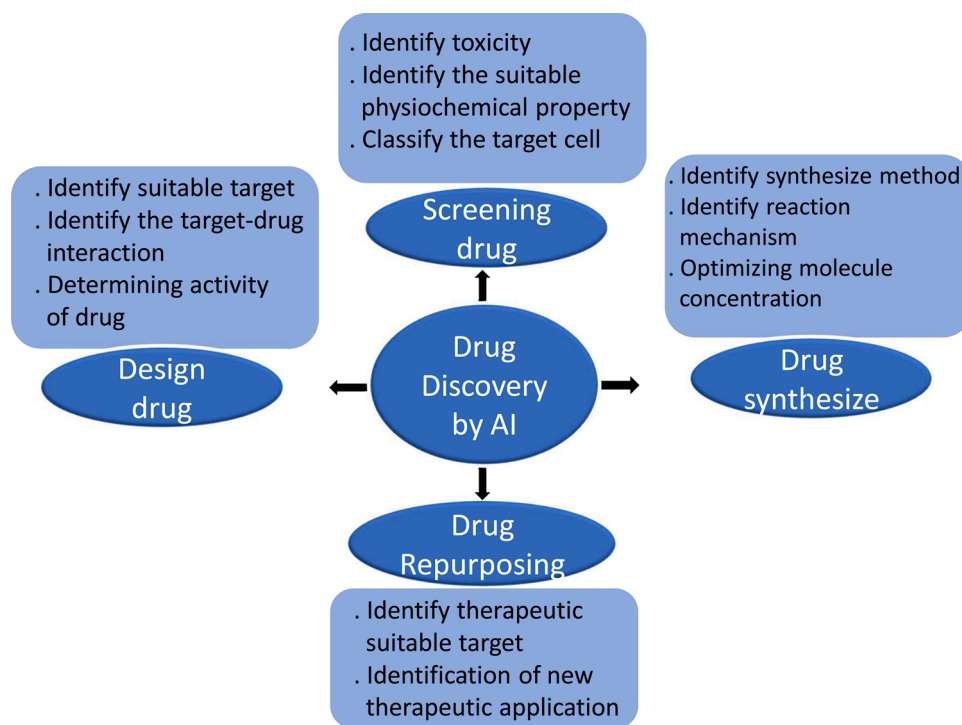 . Identify toxicity
. Identify the suitable
physiochemical property
. Classify the target cell
Screening
drug
. Identify suitable target
. Identify the target-drug
interaction
. Determining activity
of drug
Design
drug
. Identify synthesize method
. Identify reaction
mechanism
. Optimizing molecule
concentration
Drug
synthesize
Drug
Discovery
by AI
Drug
Repurposing
. Identify therapeutic
suitable target
. Identification of new
therapeutic application